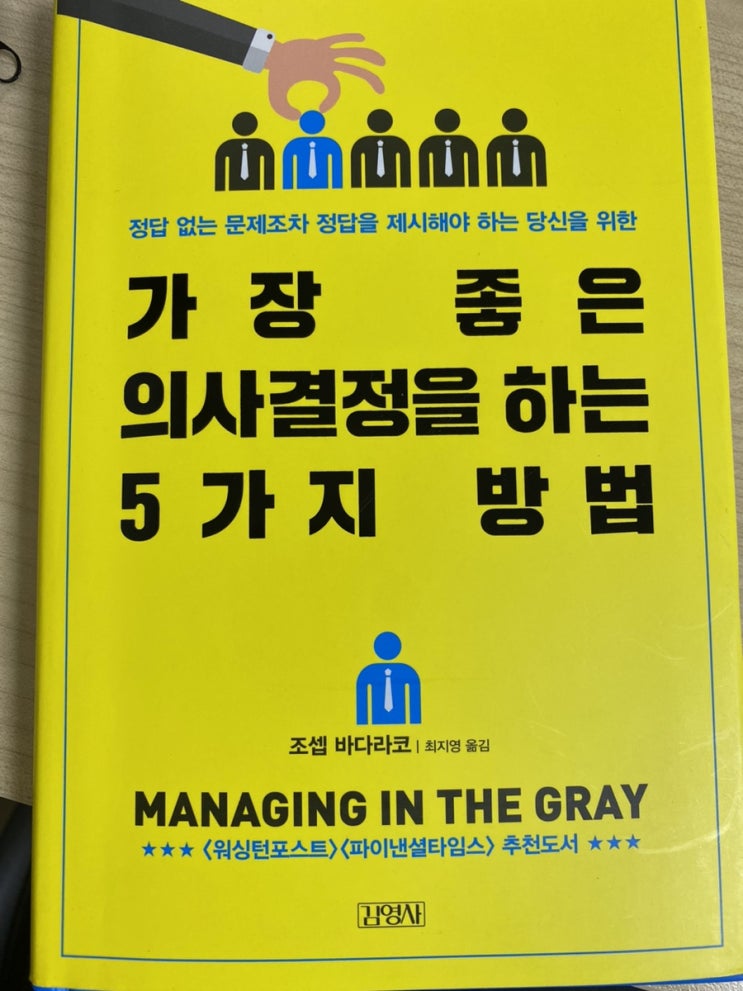 정답 없는 문제조차 정답을 제시해야 하는 당신을 위한
가장 좋은
의사결정을 하는
5가지 방법
조셉 바다라코 | 최지영 옮김
MANAGING IN THE GRAY
★★★ 〈워싱턴포스트〉〈파이낸셜타임스〉 추천도서 ★★★
김영사